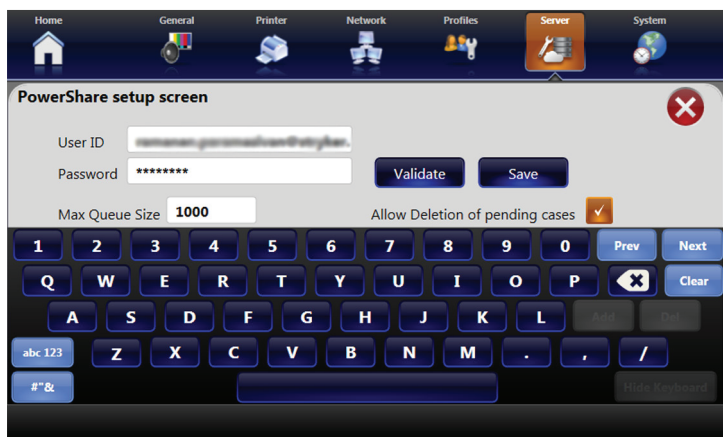 Home General Printer Network Profiles Server System
PowerShare setup screen
User ID
Password ********
Validate Save
Max Queue Size 1000 Allow Deletion of pending cases
1 2 3 4 5 6 7 8 9 0 Prev Next
Q W E R T Y U I O P Clear
A S D F G H J K L Add Del
abc 123 Z X C V B N M . , /
#"& Hide Keyboard